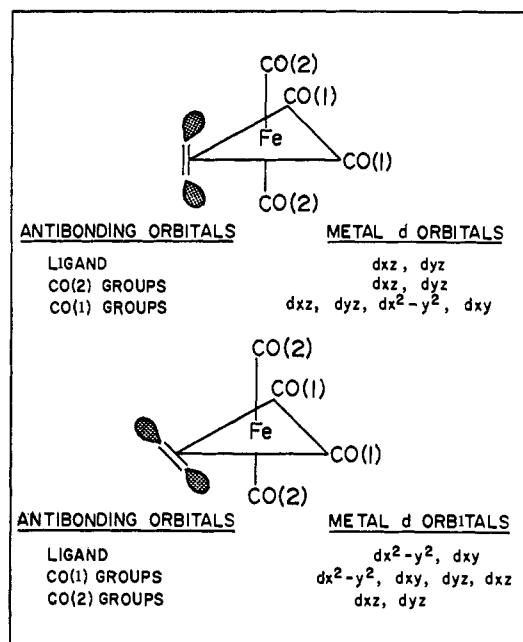 CO(2)
CO(1)
Fe
CO(1)
CO(2)
ANTIBONDING ORBITALS METAL d ORBITALS
LIGAND dxz, dyz
CO(2) GROUPS dxz, dyz
CO(1) GROUPS dxz, dyz, dx²-y², dxy
CO(2)
CO(1)
Fe
CO(1)
CO(2)
ANTIBONDING ORBITALS METAL d ORBITALS
LIGAND dx²-y², dxy
CO(1) GROUPS dx²-y², dxy, dyz, dxz
CO(2) GROUPS dxz, dyz